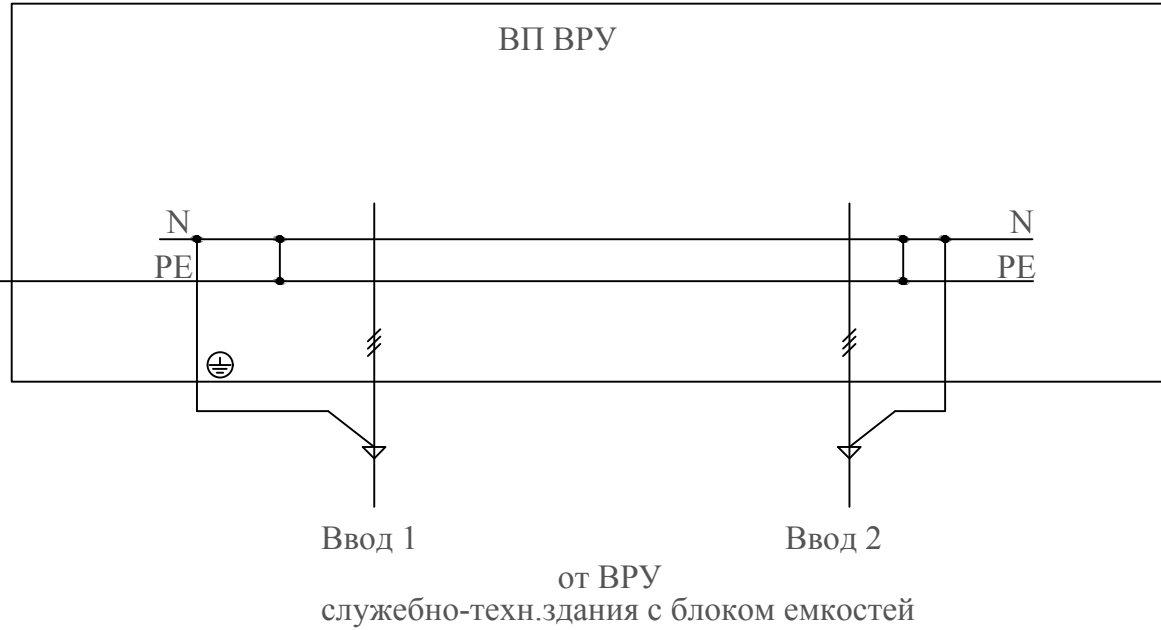 ВП ВРУ
N N
PE PE
Ввод 1 Ввод 2
от ВРУ
служебно-техн.здания с блоком емкостей